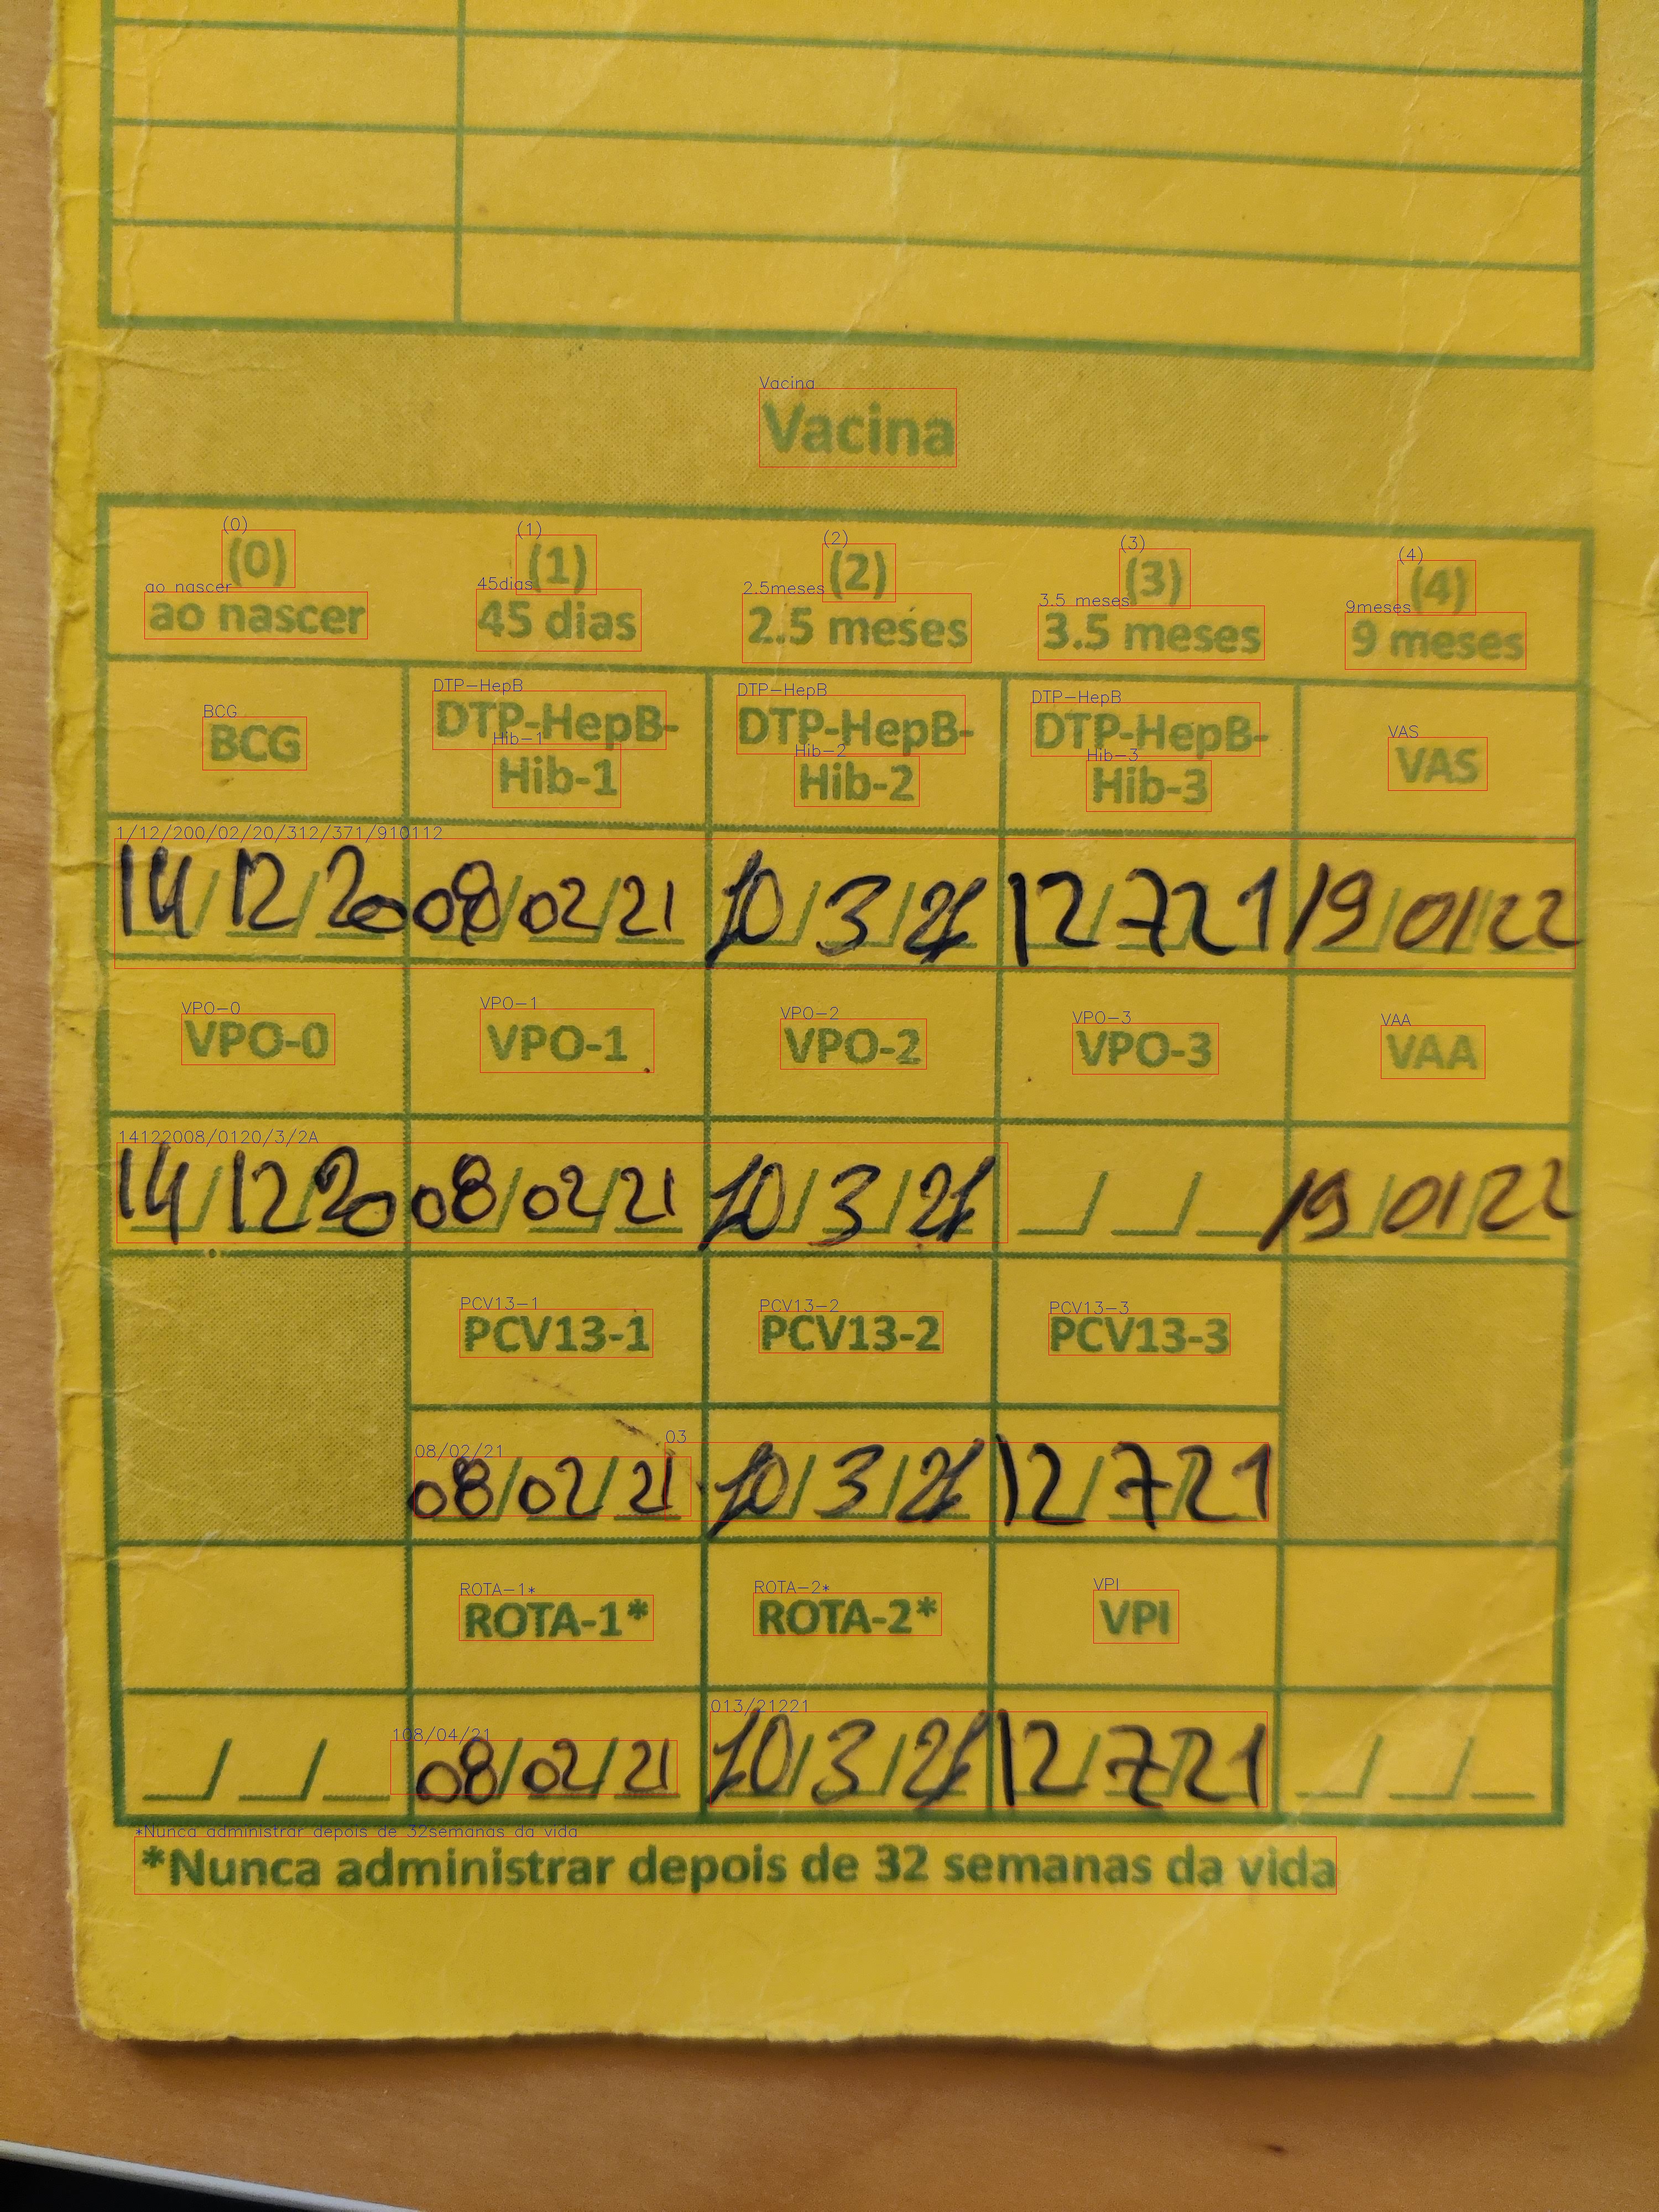 Vacina
(0) (1) (2) (3) (4)
ao nascer 45 dias 2.5 meses 3.5 meses 9 meses
BCG DTP-HepB-Hib-1 DTP-HepB-Hib-2 DTP-HepB-Hib-3 VAS
14/12/20 08/02/21 10/3/21 12/7/21 19/01/22
VPO-0 VPO-1 VPO-2 VPO-3 VAA
14/12/20 08/02/21 10/3/21 / / 19/01/22
PCV13-1 PCV13-2 PCV13-3
08/02/21 10/3/21 12/7/21
ROTA-1* ROTA-2* VPI
/ / 08/02/21 10/3/21 12/7/21 / /
*Nunca administrar depois de 32 semanas da vida